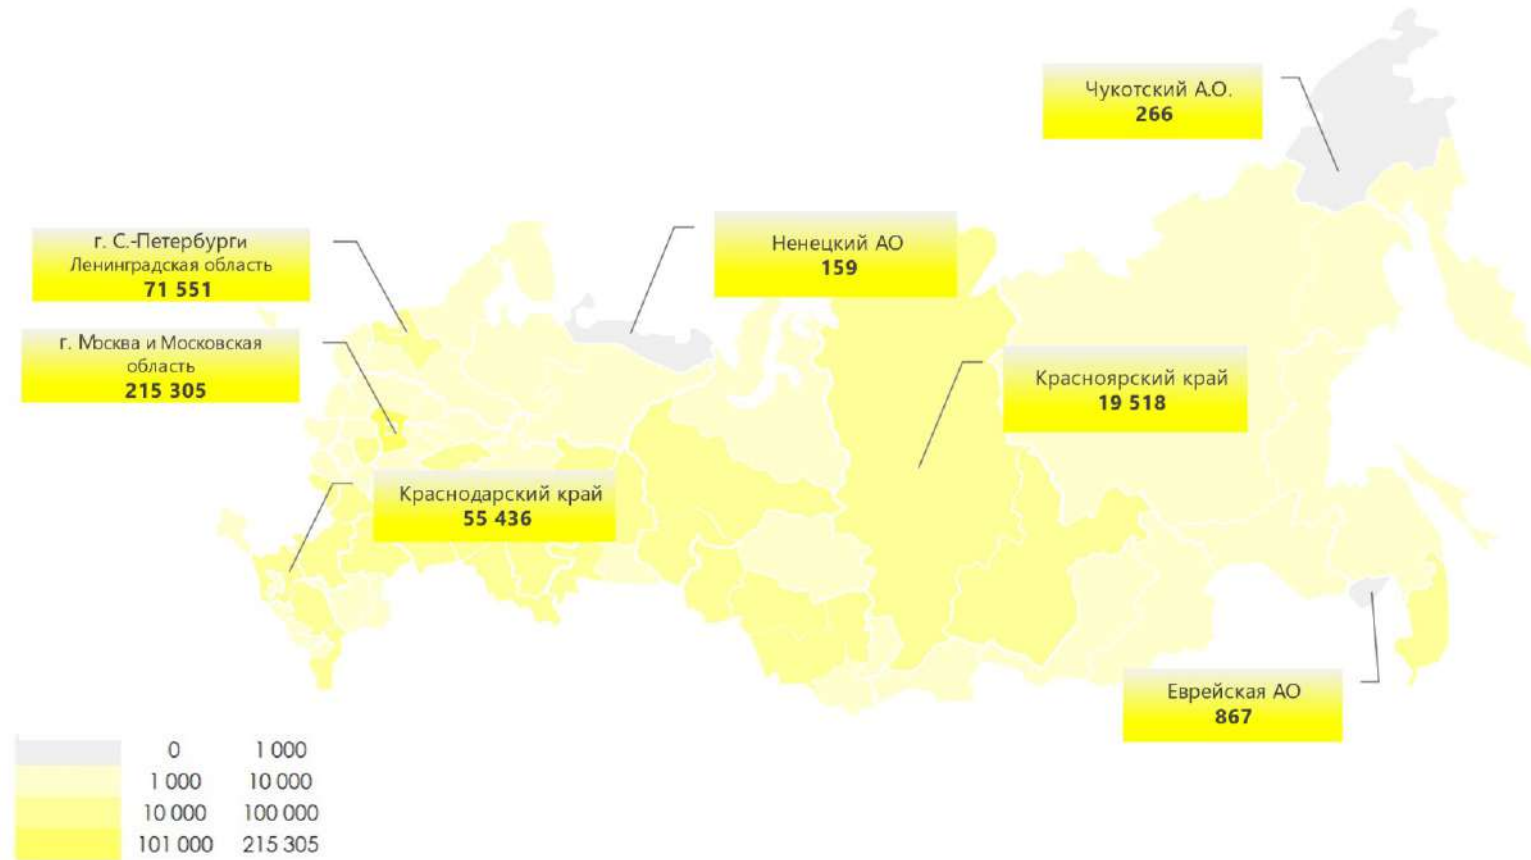 Чукотский А.О.
266
г. С.-Петербурги
Ленинградская область
71 551
Ненецкий АО
159
г. Москва и Московская
область
215 305
Красноярский край
19 518
Краснодарский край
55 436
Еврейская АО
867
0 1 000
1 000 10 000
10 000 100 000
101 000 215 305